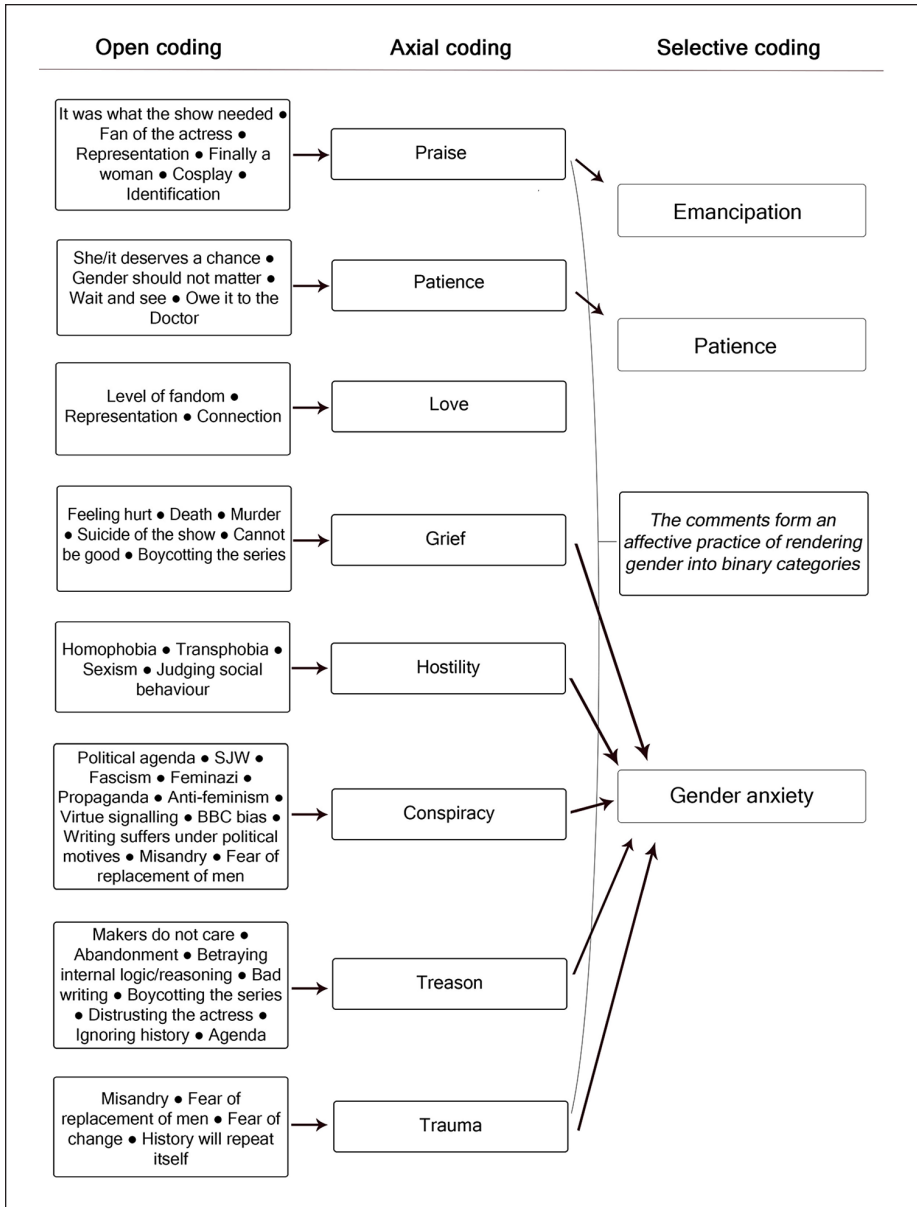 Open coding
Axial coding
Selective coding
It was what the show needed ●
Fan of the actress ●
Representation ● Finally a
woman ● Cosplay ●
Identification
Praise
Emancipation
She/it deserves a chance ●
Gender should not matter ●
Wait and see ● Owe it to the
Doctor
Patience
Patience
Level of fandom ●
Representation ● Connection
Love
Feeling hurt ● Death ● Murder
● Suicide of the show ● Cannot
be good ● Boycotting the series
Grief
The comments form an
affective practice of rendering
gender into binary categories
Homophobia ● Transphobia ●
Sexism ● Judging social
behaviour
Hostility
Political agenda ● SJW ●
Fascism ● Feminazi ●
Propaganda ● Anti-feminism ●
Virtue signalling ● BBC bias ●
Writing suffers under political
motives ● Misandry ● Fear of
replacement of men
Conspiracy
Gender anxiety
Makers do not care ●
Abandonment ● Betraying
internal logic/reasoning ● Bad
writing ● Boycotting the series
● Distrusting the actress ●
Ignoring history ● Agenda
Treason
Misandry ● Fear of
replacement of men ● Fear of
change ● History will repeat
itself
Trauma